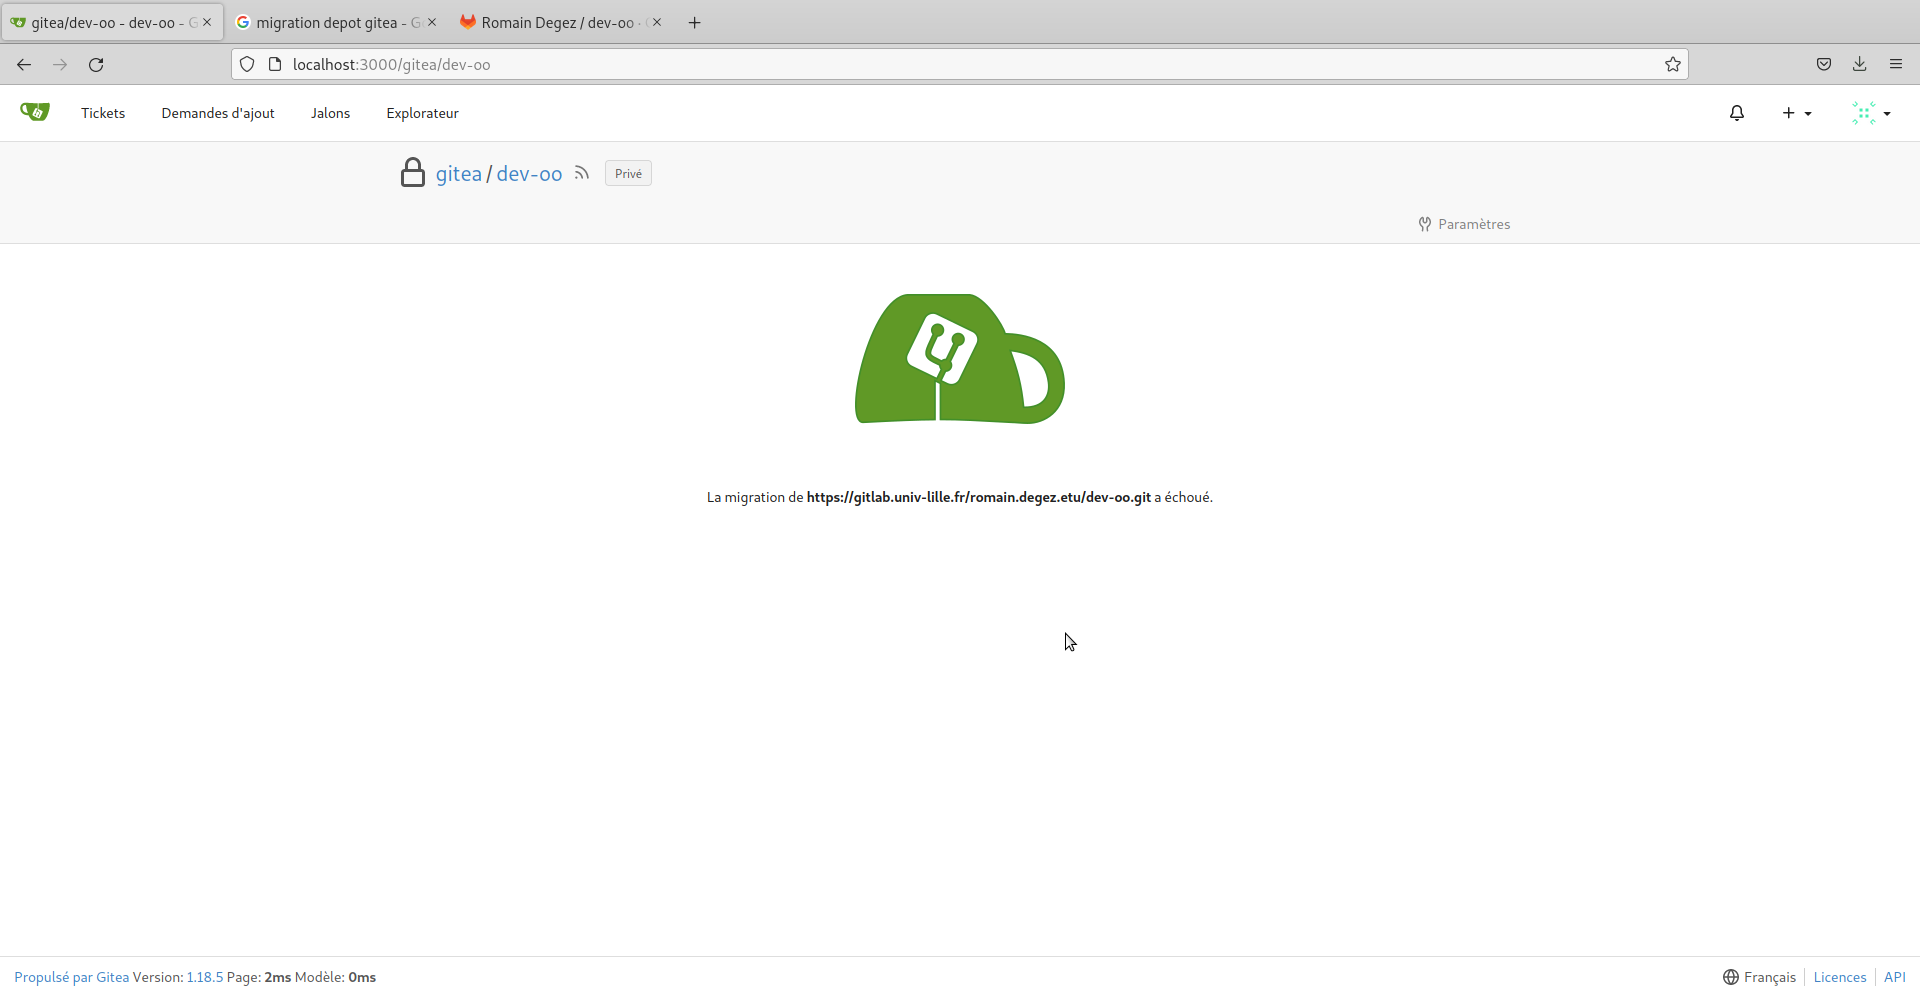 gitea/dev-oo - dev-oo - G
migration depot gitea - Go
Romain Degez / dev-oo ·
localhost:3000/gitea/dev-oo
Tickets
Demandes d'ajout
Jalons
Explorateur
gitea / dev-oo
Privé
Paramètres
La migration de https://gitlab.univ-lille.fr/romain.degez.etu/dev-oo.git a échoué.
Propulsé par Gitea Version: 1.18.5 Page: 2ms Modèle: 0ms
Français
Licences
API